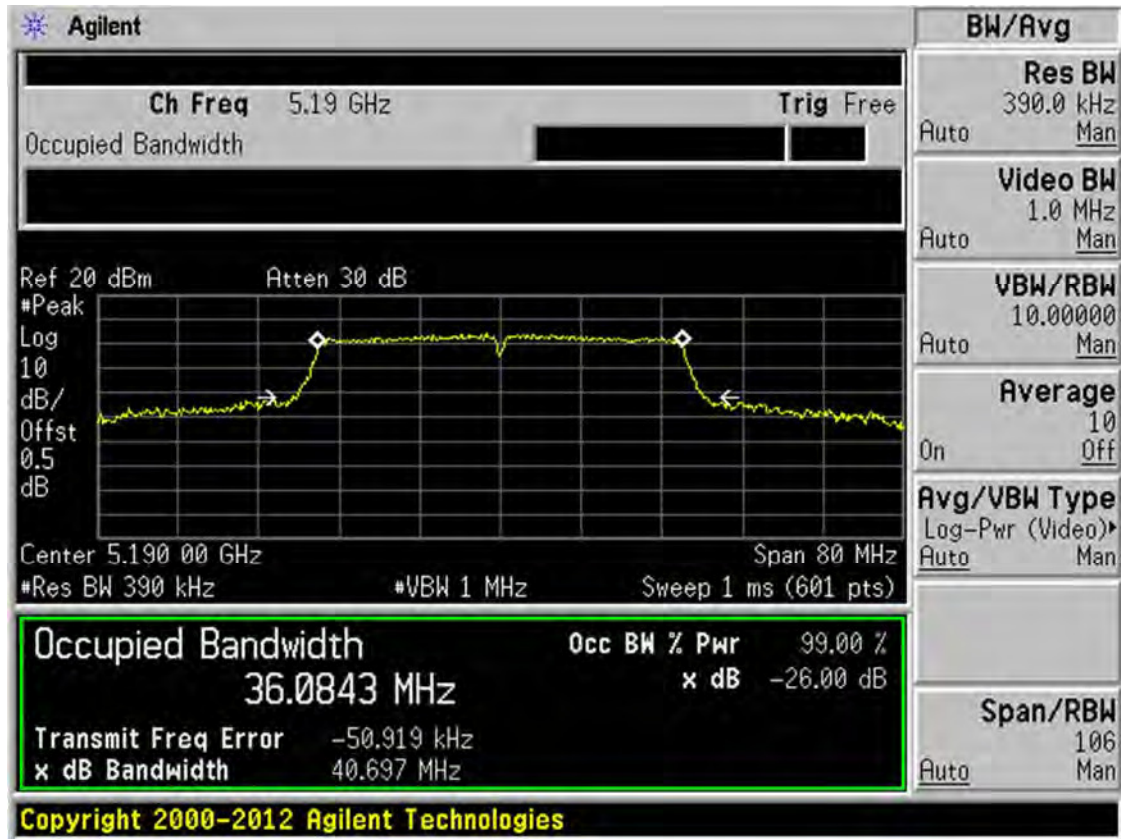 Agilent
BW/Avg
Ch Freq 5.19 GHz Trig Free
Occupied Bandwidth
Res BW
390.0 kHz
Auto Man
Video BW
1.0 MHz
Auto Man
VBW/RBW
10.00000
Auto Man
Average
10
On Off
Avg/VBW Type
Log-Pwr (Video)
Auto Man
Span/RBW
106
Auto Man
Ref 20 dBm Atten 30 dB
#Peak
Log
10
dB/
Offst
0.5
dB
Center 5.190 00 GHz Span 80 MHz
#Res BW 390 kHz #VBW 1 MHz Sweep 1 ms (601 pts)
Occupied Bandwidth Occ BW % Pwr 99.00 %
36.0843 MHz x dB -26.00 dB
Transmit Freq Error -50.919 kHz
x dB Bandwidth 40.697 MHz
Copyright 2000-2012 Agilent Technologies